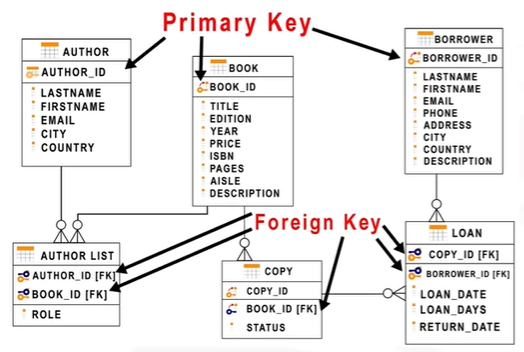 Primary Key
AUTHOR
AUTHOR_ID
LASTNAME
FIRSTNAME
EMAIL
CITY
COUNTRY
BOOK
BOOK_ID
TITLE
EDITION
YEAR
PRICE
ISBN
PAGES
AISLE
DESCRIPTION
BORROWER
BORROWER_ID
LASTNAME
FIRSTNAME
EMAIL
PHONE
ADDRESS
CITY
COUNTRY
DESCRIPTION
Foreign Key
AUTHOR LIST
AUTHOR_ID [FK]
BOOK_ID [FK]
ROLE
COPY
COPY_ID
BOOK_ID [FK]
STATUS
LOAN
COPY_ID [FK]
BORROWER_ID [FK]
LOAN_DATE
LOAN_DAYS
RETURN_DATE